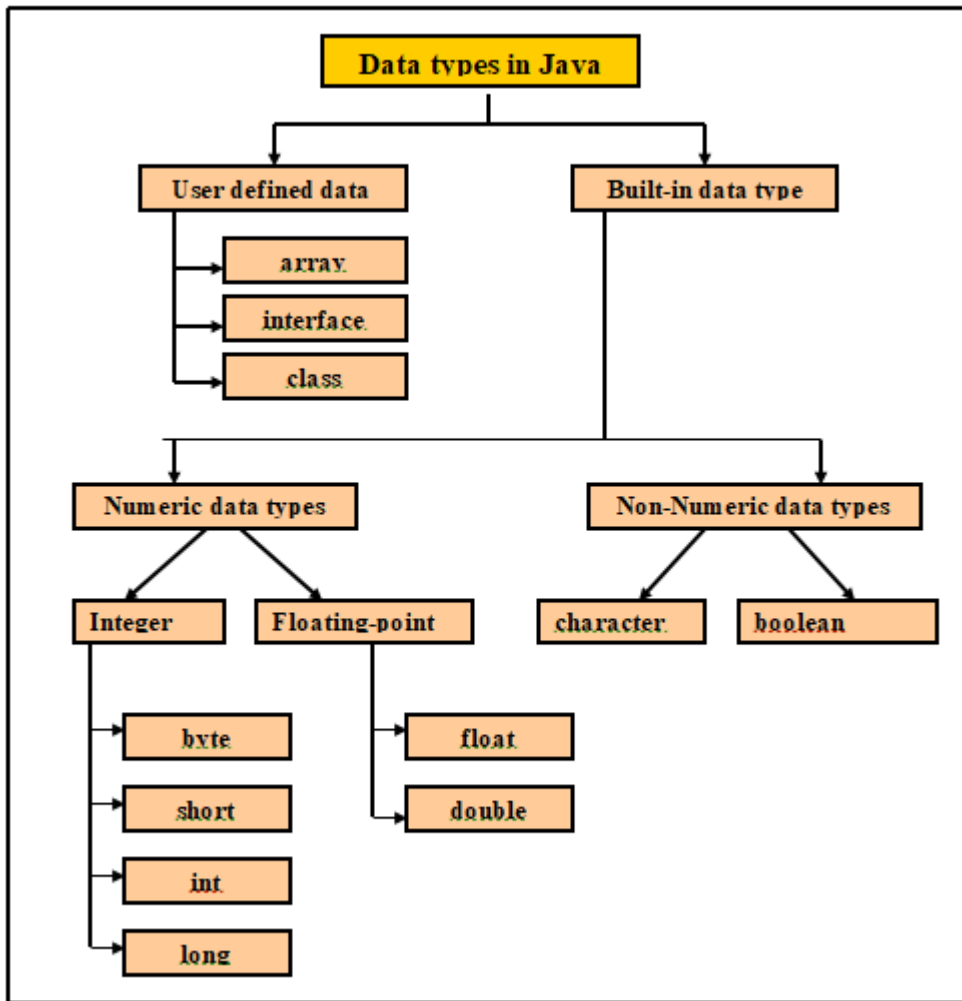 Data types in Java
User defined data
Built-in data type
array
interface
class
Numeric data types
Non-Numeric data types
Integer
Floating-point
character
boolean
byte
float
short
double
int
long